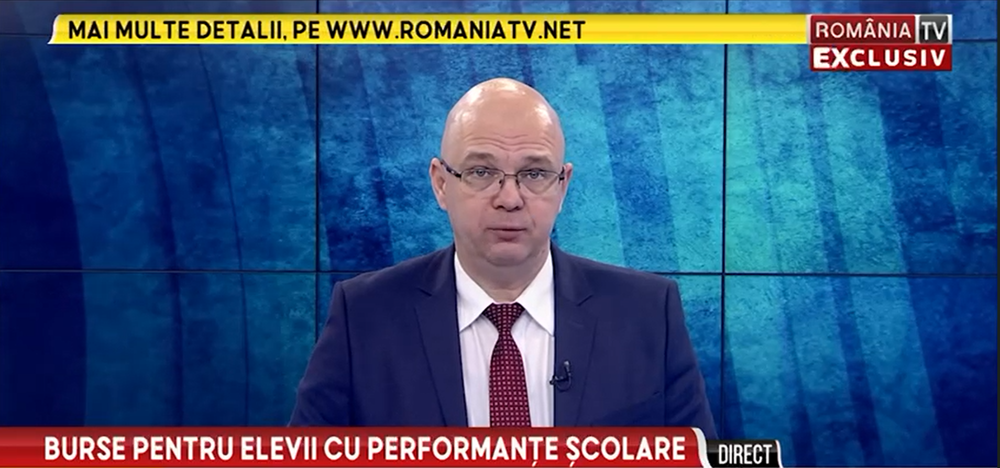 MAI MULTE DETALII, PE WWW.ROMANIATV.NET
ROMÂNIA TV
EXCLUSIV
BURSE PENTRU ELEVII CU PERFORMANȚE ȘCOLARE
DIRECT